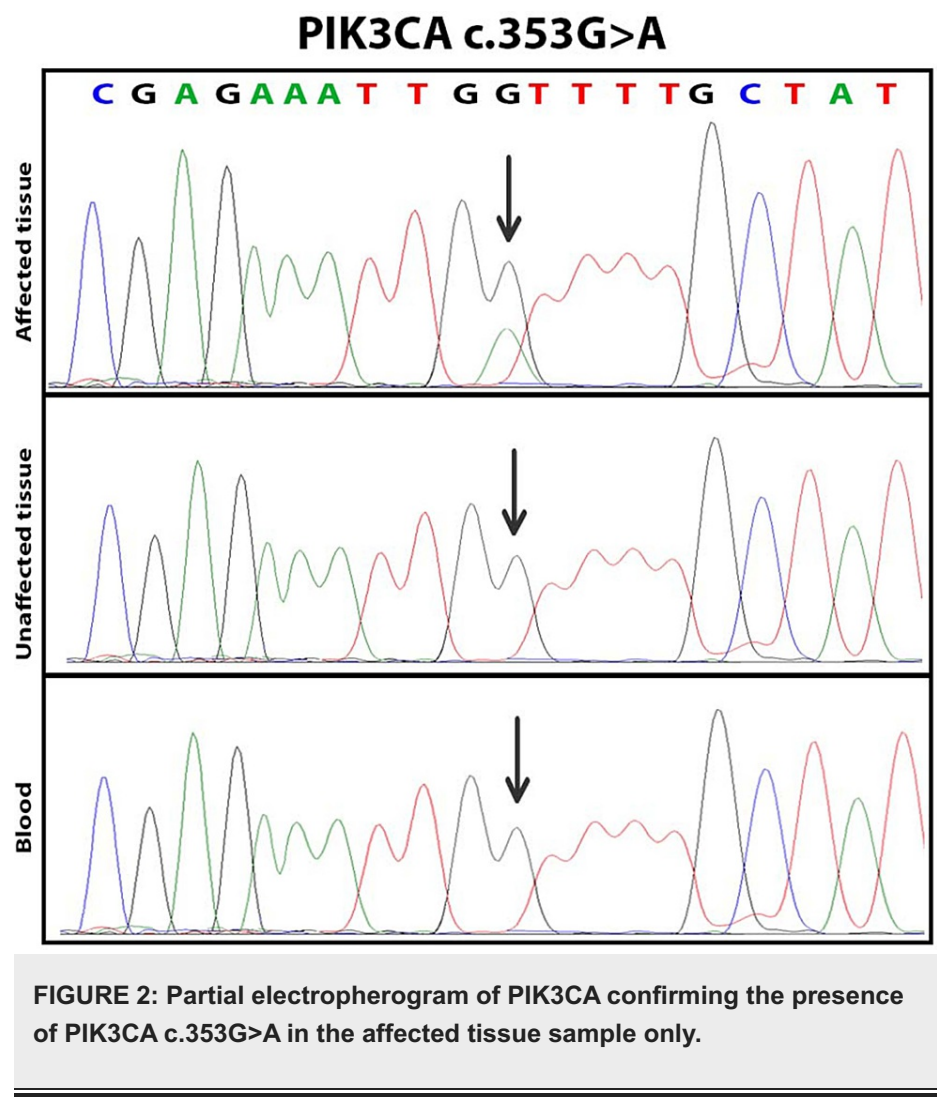 PIK3CA c.353G>A
C G A G A A A T T G G T T T T G C T A T
Affected tissue
Unaffected tissue
Blood
FIGURE 2: Partial electropherogram of PIK3CA confirming the presence
of PIK3CA c.353G>A in the affected tissue sample only.